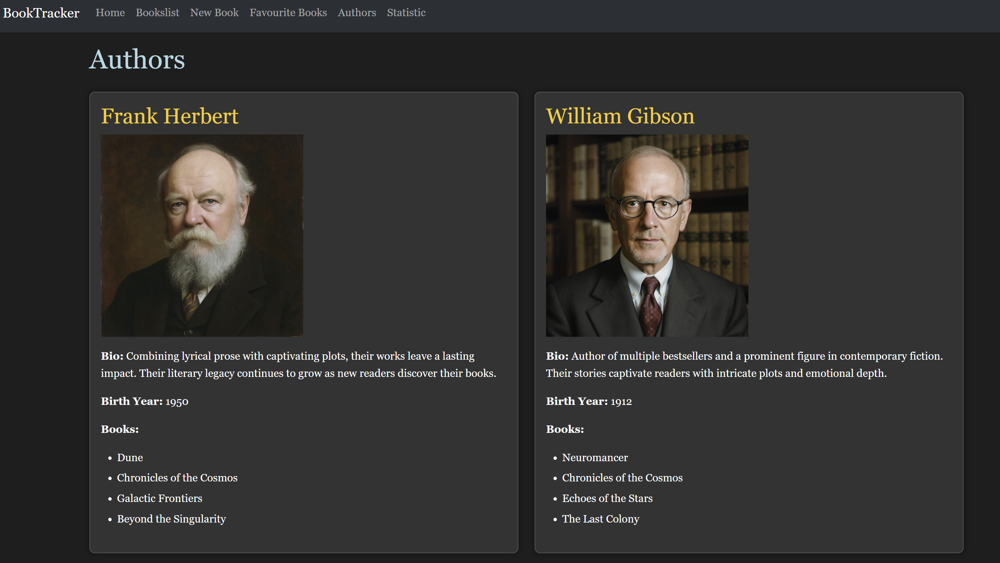 BookTracker Home Bookslist New Book Favourite Books Authors Statistic
Authors
Frank Herbert
Bio: Combining lyrical prose with captivating plots, their works leave a lasting
impact. Their literary legacy continues to grow as new readers discover their books.
Birth Year: 1950
Books:
• Dune
• Chronicles of the Cosmos
• Galactic Frontiers
• Beyond the Singularity
William Gibson
Bio: Author of multiple bestsellers and a prominent figure in contemporary fiction.
Their stories captivate readers with intricate plots and emotional depth.
Birth Year: 1912
Books:
• Neuromancer
• Chronicles of the Cosmos
• Echoes of the Stars
• The Last Colony